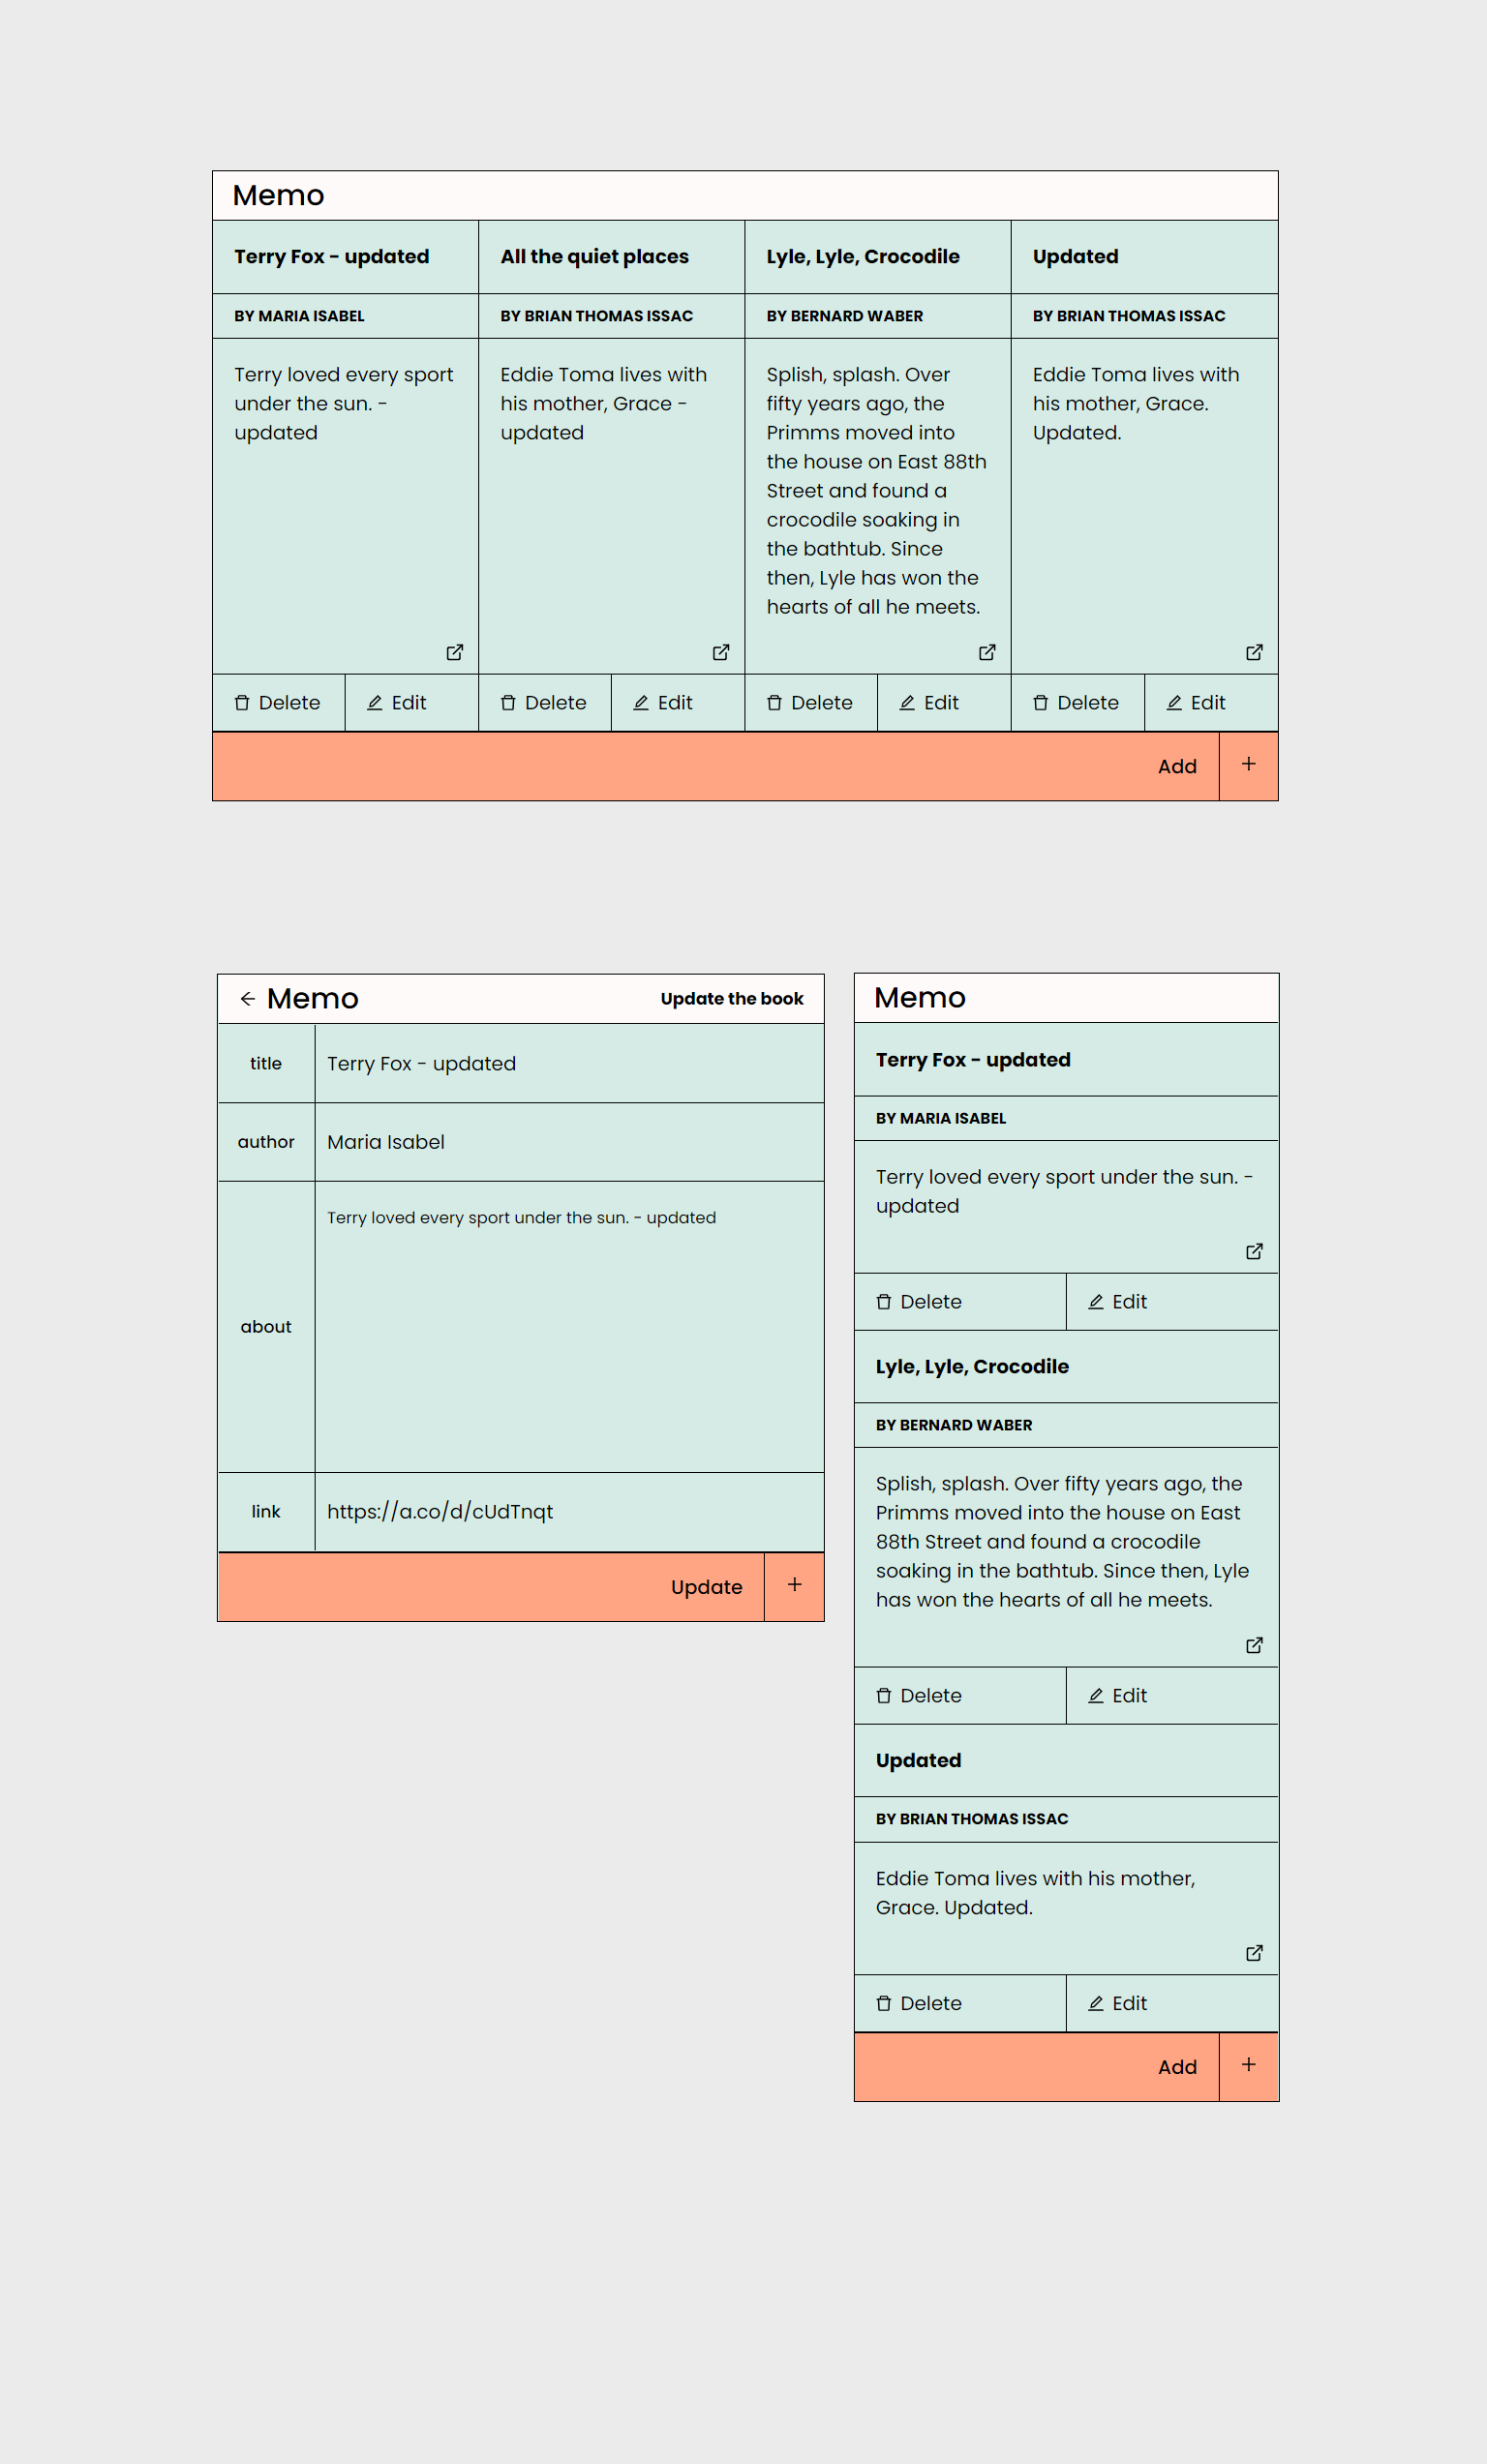 Memo
Terry Fox - updated
BY MARIA ISABEL
Terry loved every sport
under the sun. -
updated
Delete
Edit
All the quiet places
BY BRIAN THOMAS ISSAC
Eddie Toma lives with
his mother, Grace -
updated
Delete
Edit
Lyle, Lyle, Crocodile
BY BERNARD WABER
Splish, splash. Over
fifty years ago, the
Primms moved into
the house on East 88th
Street and found a
crocodile soaking in
the bathtub. Since
then, Lyle has won the
hearts of all he meets.
Delete
Edit
Updated
BY BRIAN THOMAS ISSAC
Eddie Toma lives with
his mother, Grace.
Updated.
Delete
Edit
Add
Memo
Update the book
title
Terry Fox - updated
author
Maria Isabel
about
Terry loved every sport under the sun. - updated
link
https://a.co/d/cUdTnqt
Update
Memo
Terry Fox - updated
BY MARIA ISABEL
Terry loved every sport under the sun. -
updated
Delete
Edit
Lyle, Lyle, Crocodile
BY BERNARD WABER
Splish, splash. Over fifty years ago, the
Primms moved into the house on East
88th Street and found a crocodile
soaking in the bathtub. Since then, Lyle
has won the hearts of all he meets.
Delete
Edit
Updated
BY BRIAN THOMAS ISSAC
Eddie Toma lives with his mother,
Grace. Updated.
Delete
Edit
Add